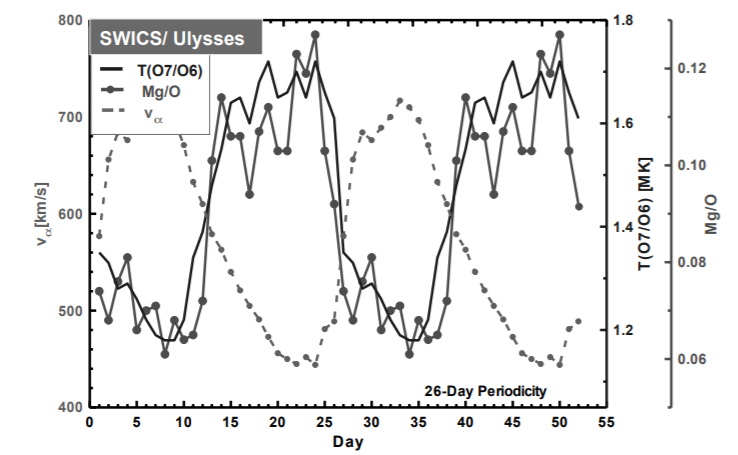 SWICS/ Ulysses
T(O7/O6)
Mg/O
vα
800
700
600
500
400
vα[km/s]
0 5 10 15 20 25 30 35 40 45 50 55
Day
26-Day Periodicity
1.8
1.6
1.4
1.2
T(O7/O6) [MK]
0.12
0.10
0.08
0.06
Mg/O